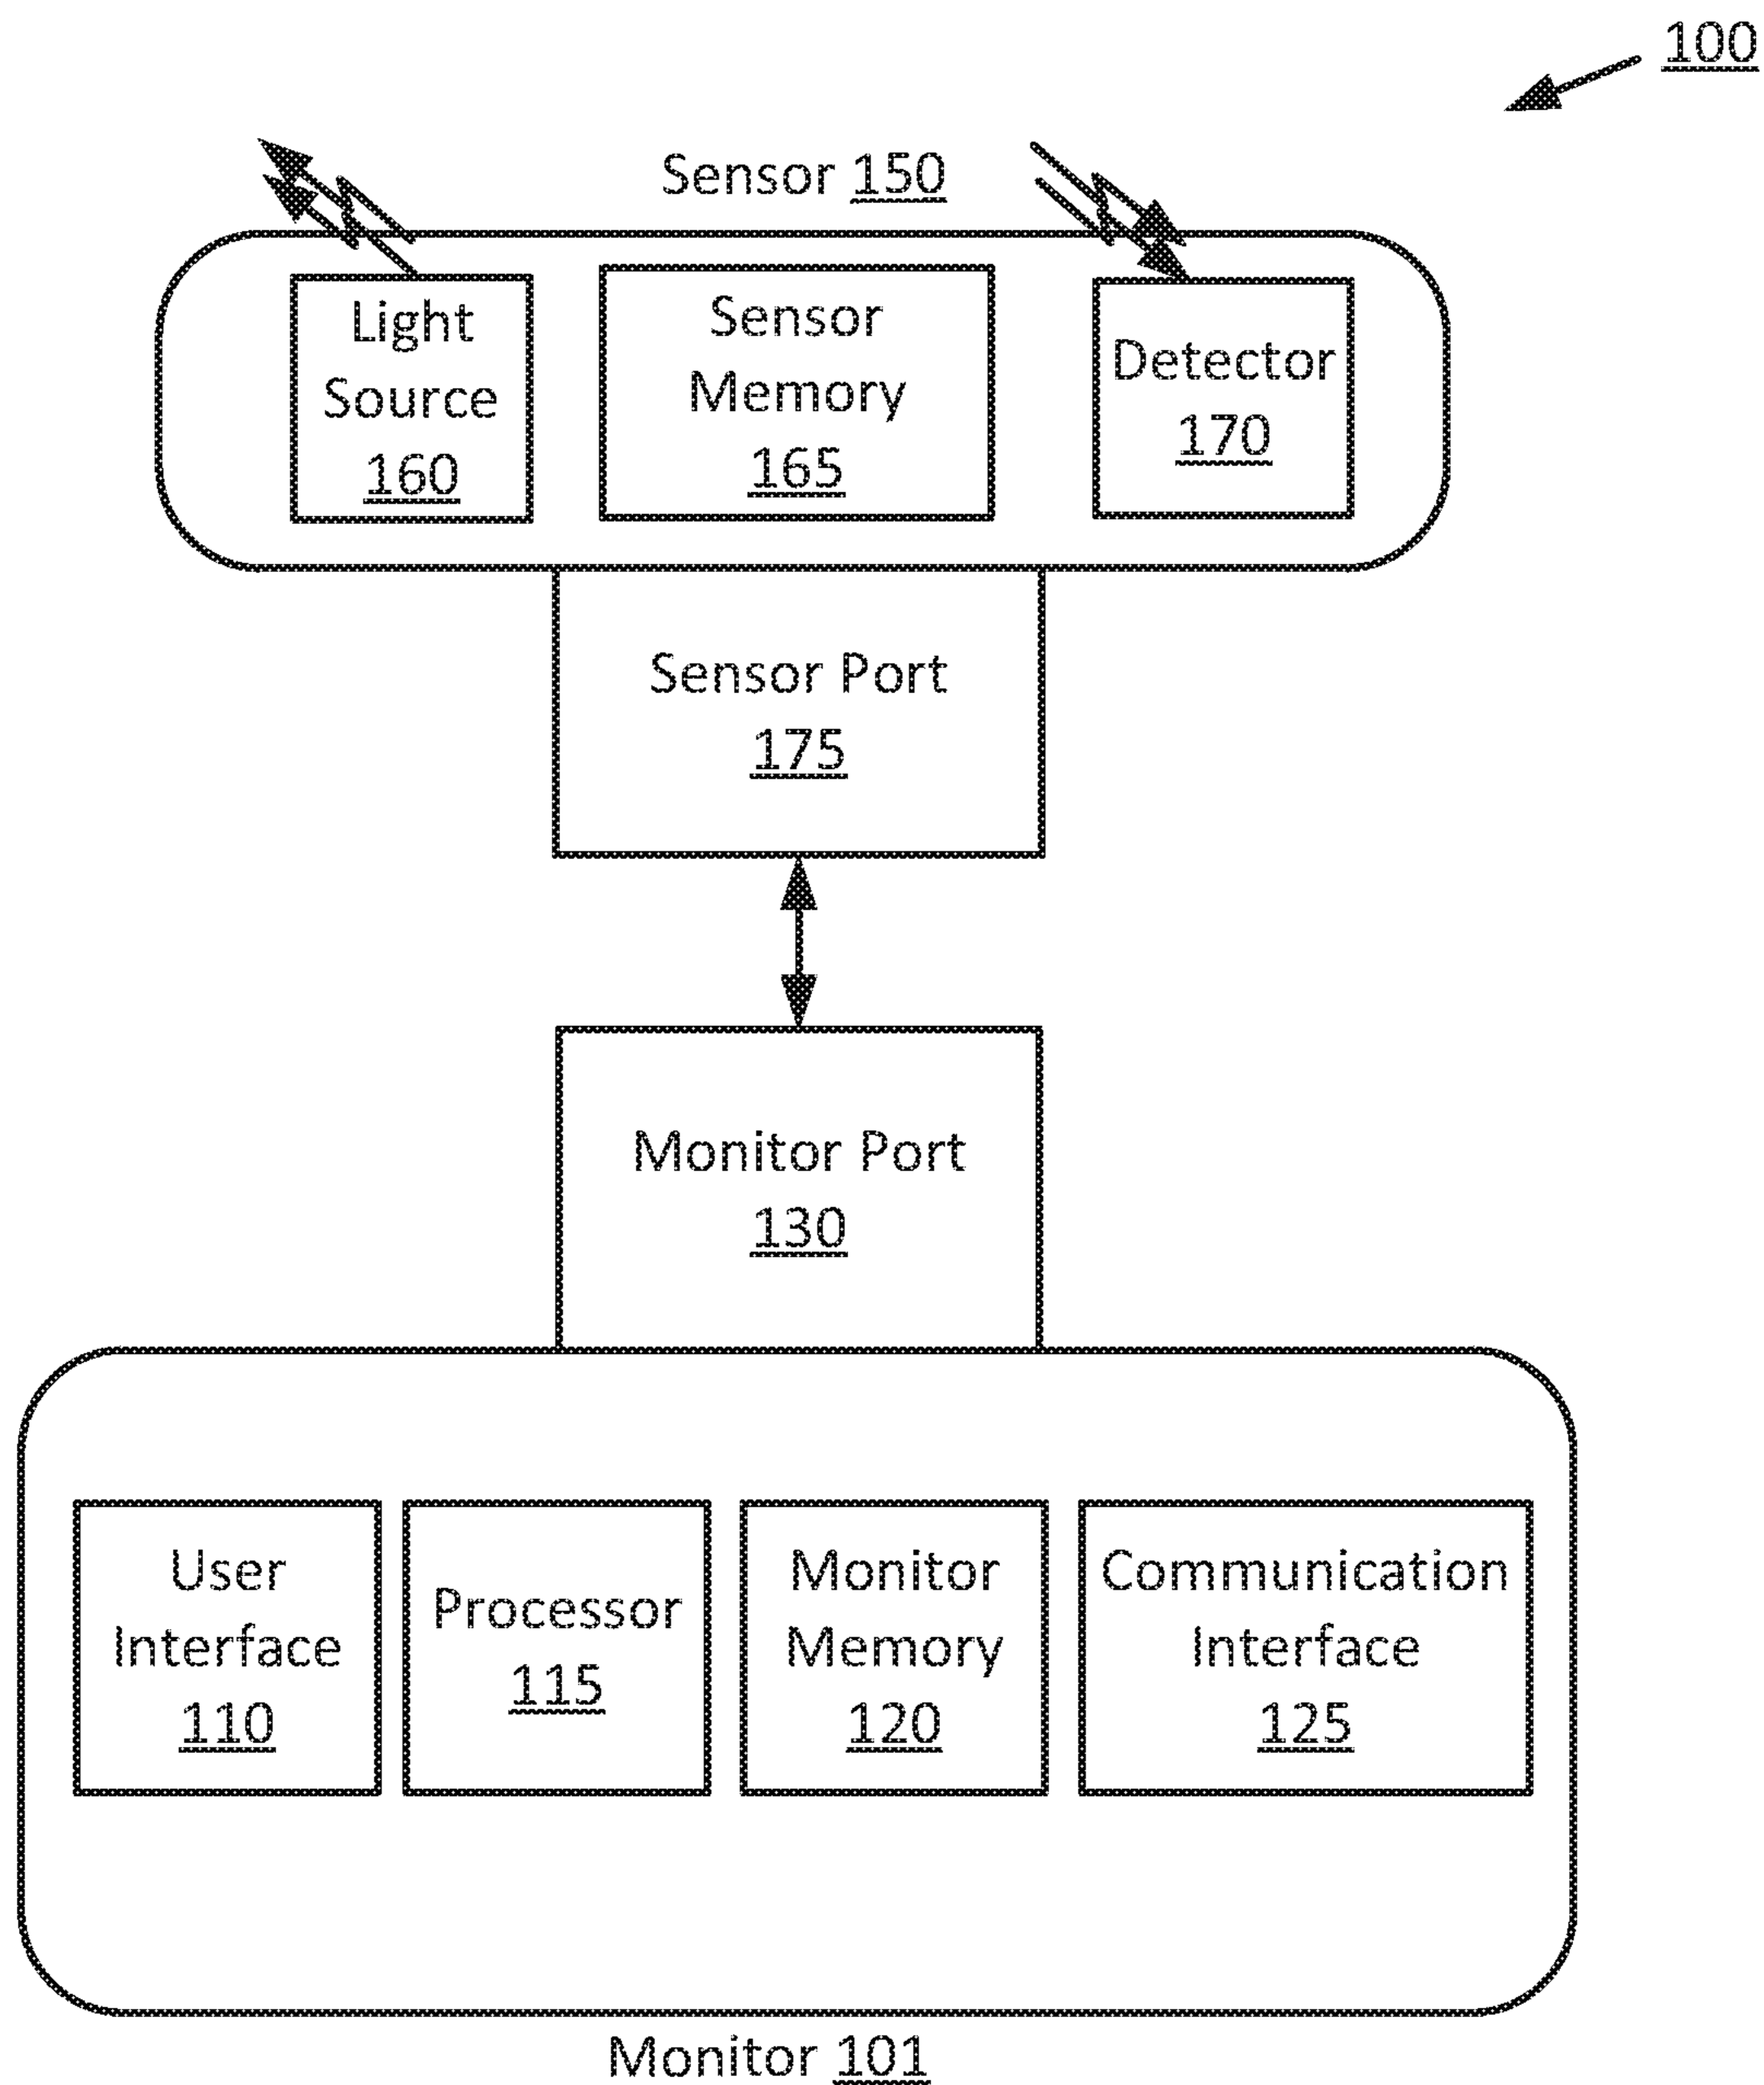 100
Sensor 150
Light
Source
160
Sensor
Memory
165
Detector
170
Sensor Port
175
Monitor Port
130
User
Interface
110
Processor
115
Monitor
Memory
120
Communication
Interface
125
Monitor 101